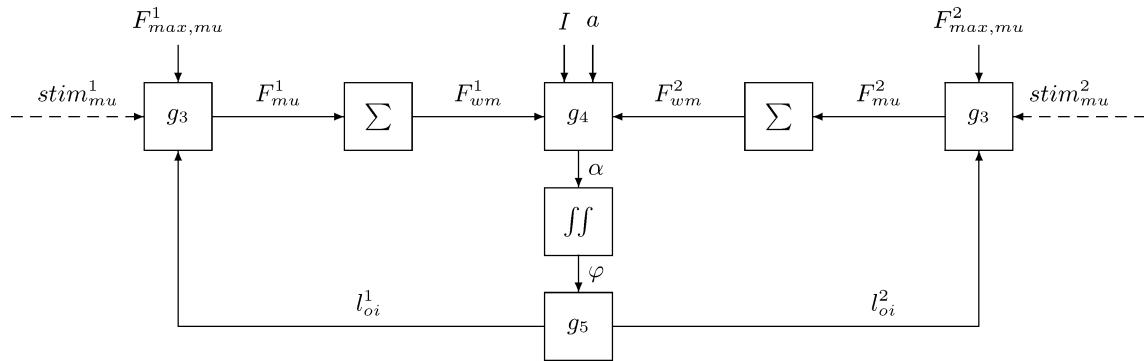 F^1_{max,mu} I a F^2_{max,mu}
stim^1_{mu} F^1_{mu} F^1_{wm} F^2_{wm} F^2_{mu} stim^2_{mu}
g_3 ∑ g_4 ∑ g_3
α
∫∫
φ
l^1_{oi} l^2_{oi}
g_5